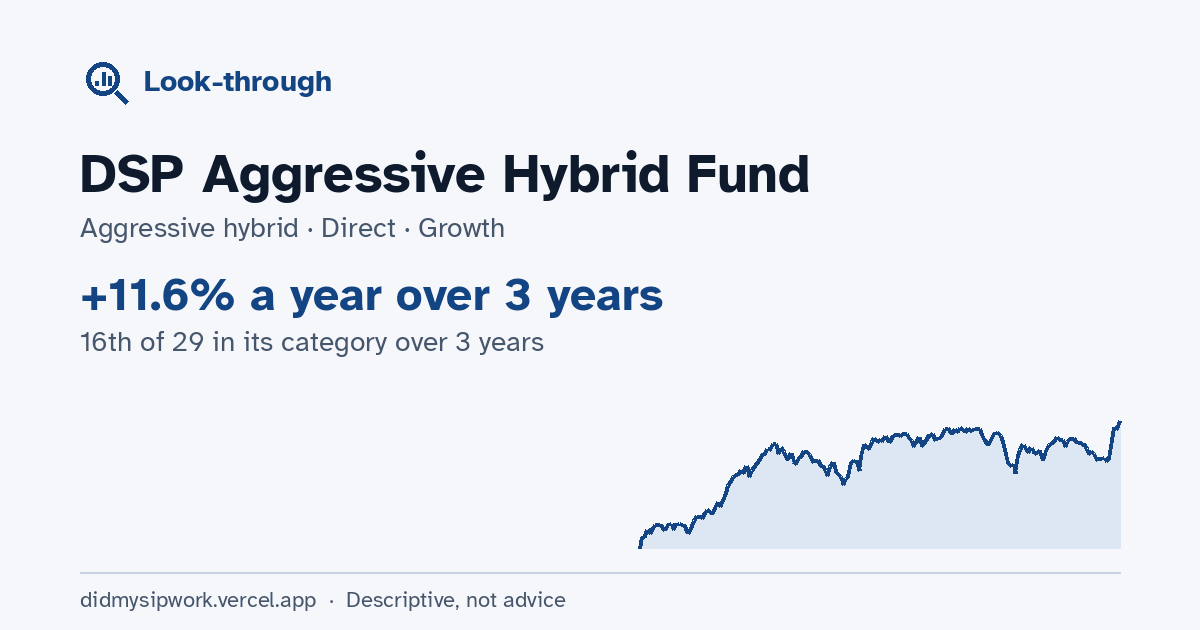 Look-through
DSP Aggressive Hybrid Fund
Aggressive hybrid · Direct · Growth
+11.6% a year over 3 years
16th of 29 in its category over 3 years
didmysipwork.vercel.app · Descriptive, not advice